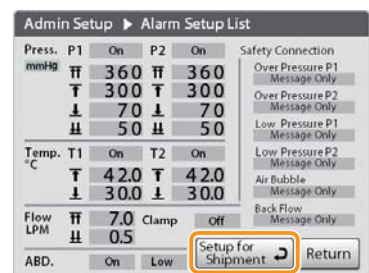 Admin Setup ▶ Alarm Setup List
Press. P1 On P2 On Safety Connection
mmHg 360 360 Over Pressure P1
Message Only
300 300 Over Pressure P2
Message Only
70 70 Low Pressure P1
Message Only
50 50
Temp. T1 On T2 On Low Pressure P2
°C Message Only
42.0 42.0 Air Bubble
30.0 30.0 Message Only
Flow 7.0 Clamp Off Back Flow
LPM Message Only
0.5
ABD. On Low Setup for
Shipment Return